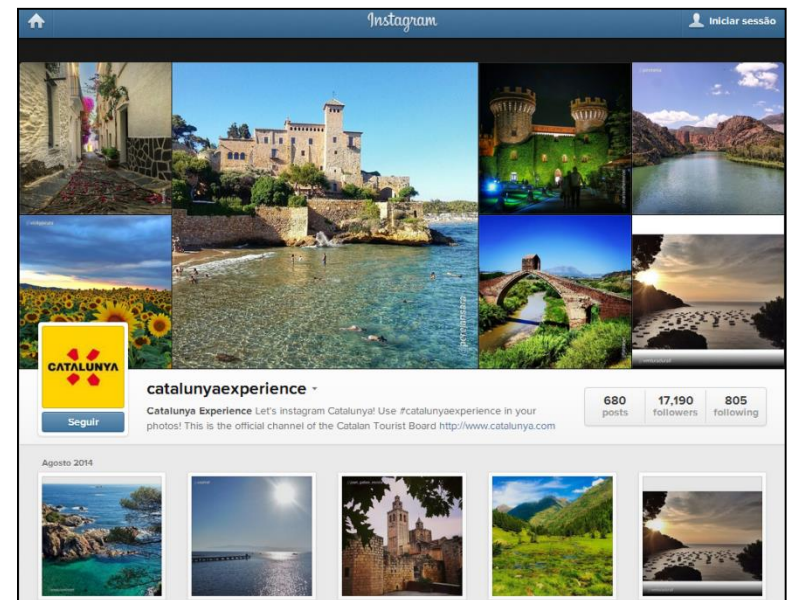 Instagram
Iniciar sessão
CATALUNYA
Seguir
catalunyaexperience
Catalunya Experience Let's instagram Catalunya! Use #catalunyaexperience in your
photos! This is the official channel of the Catalan Tourist Board http://www.catalunya.com
680 17,190 805
posts followers following
Agosto 2014